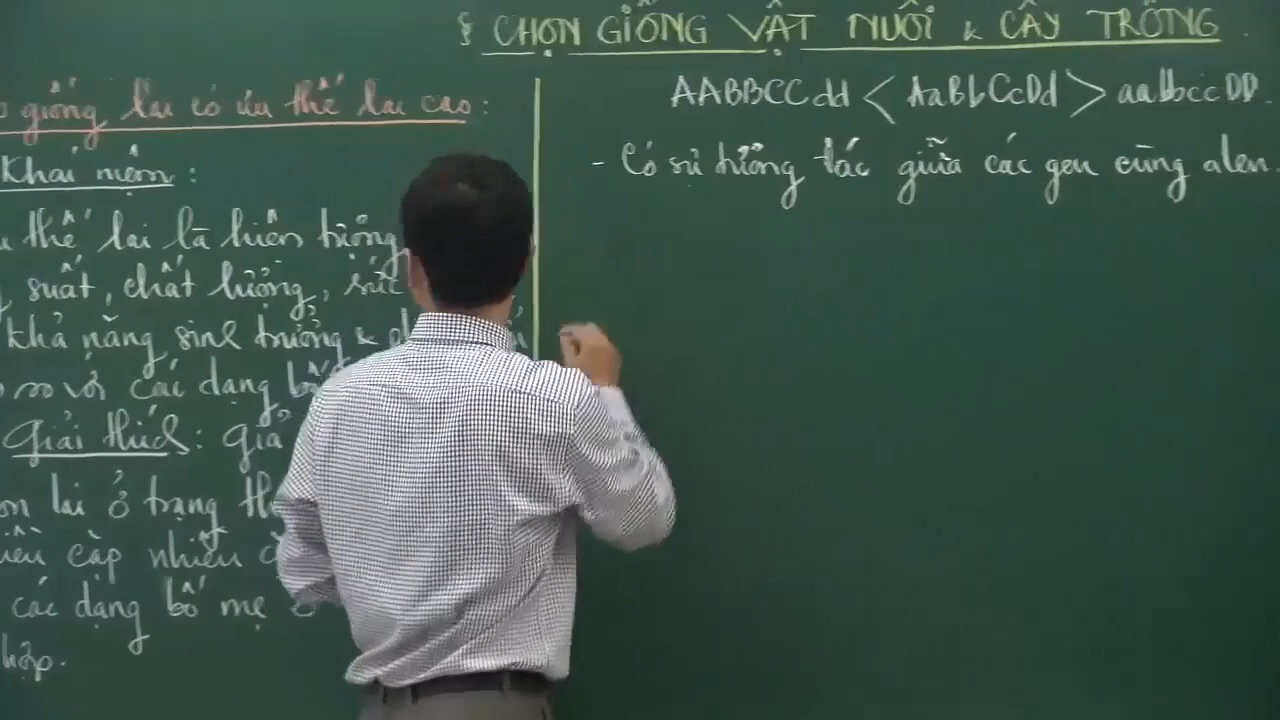 § CHỌN GIỐNG VẬT NUÔI & CÂY TRỒNG
giống lai có ưu thế lai cao:
Khái niệm:
thế lai là hiện tượng
suất, chất lượng, sức
khả năng sinh trưởng &
so với các dạng bố
Giải thích: giả
lai ở trạng
cặp nhiều
các dạng bố mẹ
hợp.
AABBCCdd < AaBbCcDd > aabbccDD.
- Có sự tương tác giữa các gen cùng alen.